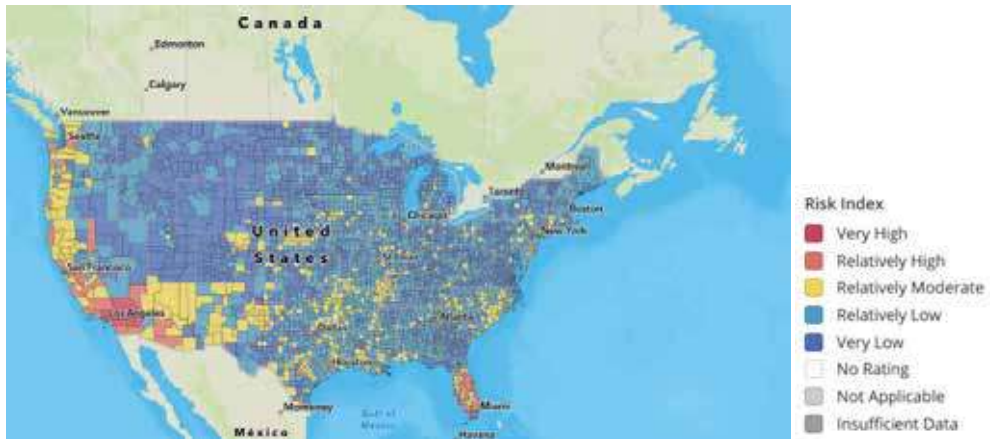 Canada
Edmonton
Calgary
Vancouver
Seattle
Montreal
Toronto
Boston
Chicago
New York
United
States
San Francisco
Los Angeles
Atlanta
Dallas
Houston
Monterrey
Gulf of
Mexico
Miami
México
Havana
Risk Index
Very High
Relatively High
Relatively Moderate
Relatively Low
Very Low
No Rating
Not Applicable
Insufficient Data